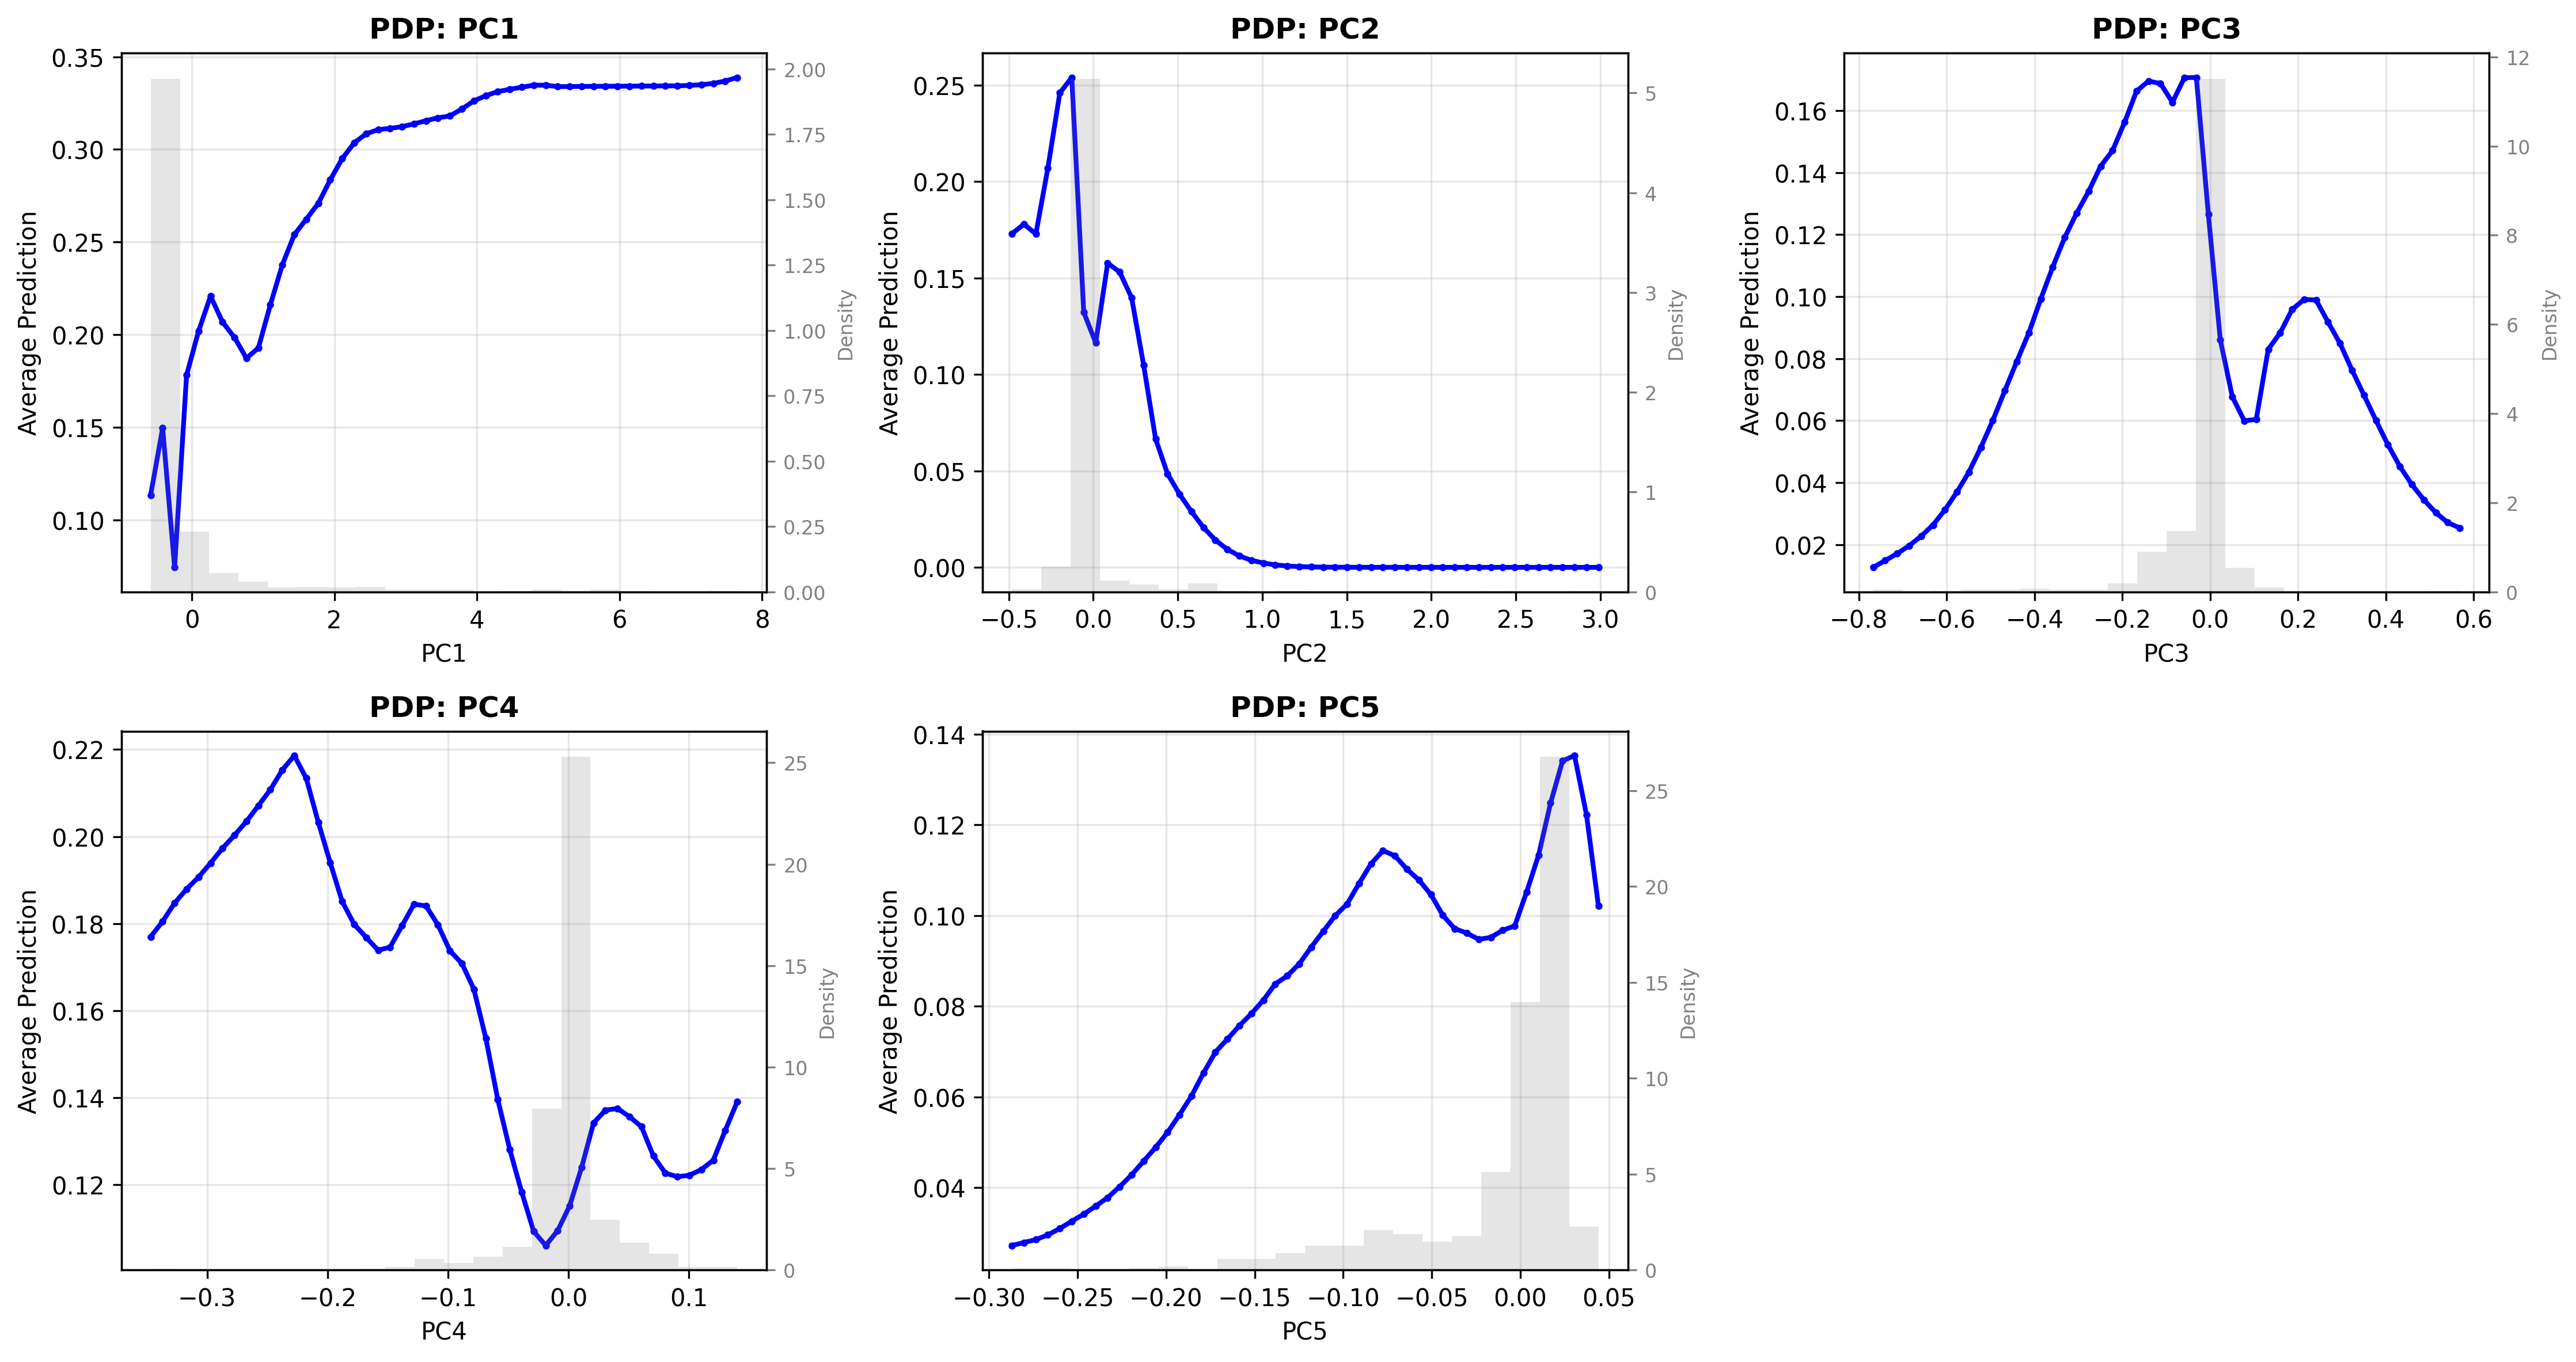 PDP: PC1
0.35
0.30
0.25
0.20
0.15
0.10
Average Prediction
2.00
1.75
1.50
1.25
1.00
0.75
0.50
0.25
0.00
Density
0 2 4 6 8
PC1
PDP: PC2
0.25
0.20
0.15
0.10
0.05
0.00
Average Prediction
5
4
3
2
1
0
Density
−0.5 0.0 0.5 1.0 1.5 2.0 2.5 3.0
PC2
PDP: PC3
0.16
0.14
0.12
0.10
0.08
0.06
0.04
0.02
Average Prediction
12
10
8
6
4
2
0
Density
−0.8 −0.6 −0.4 −0.2 0.0 0.2 0.4 0.6
PC3
PDP: PC4
0.22
0.20
0.18
0.16
0.14
0.12
Average Prediction
25
20
15
10
5
0
Density
−0.3 −0.2 −0.1 0.0 0.1
PC4
PDP: PC5
0.14
0.12
0.10
0.08
0.06
0.04
Average Prediction
25
20
15
10
5
0
Density
−0.30 −0.25 −0.20 −0.15 −0.10 −0.05 0.00 0.05
PC5